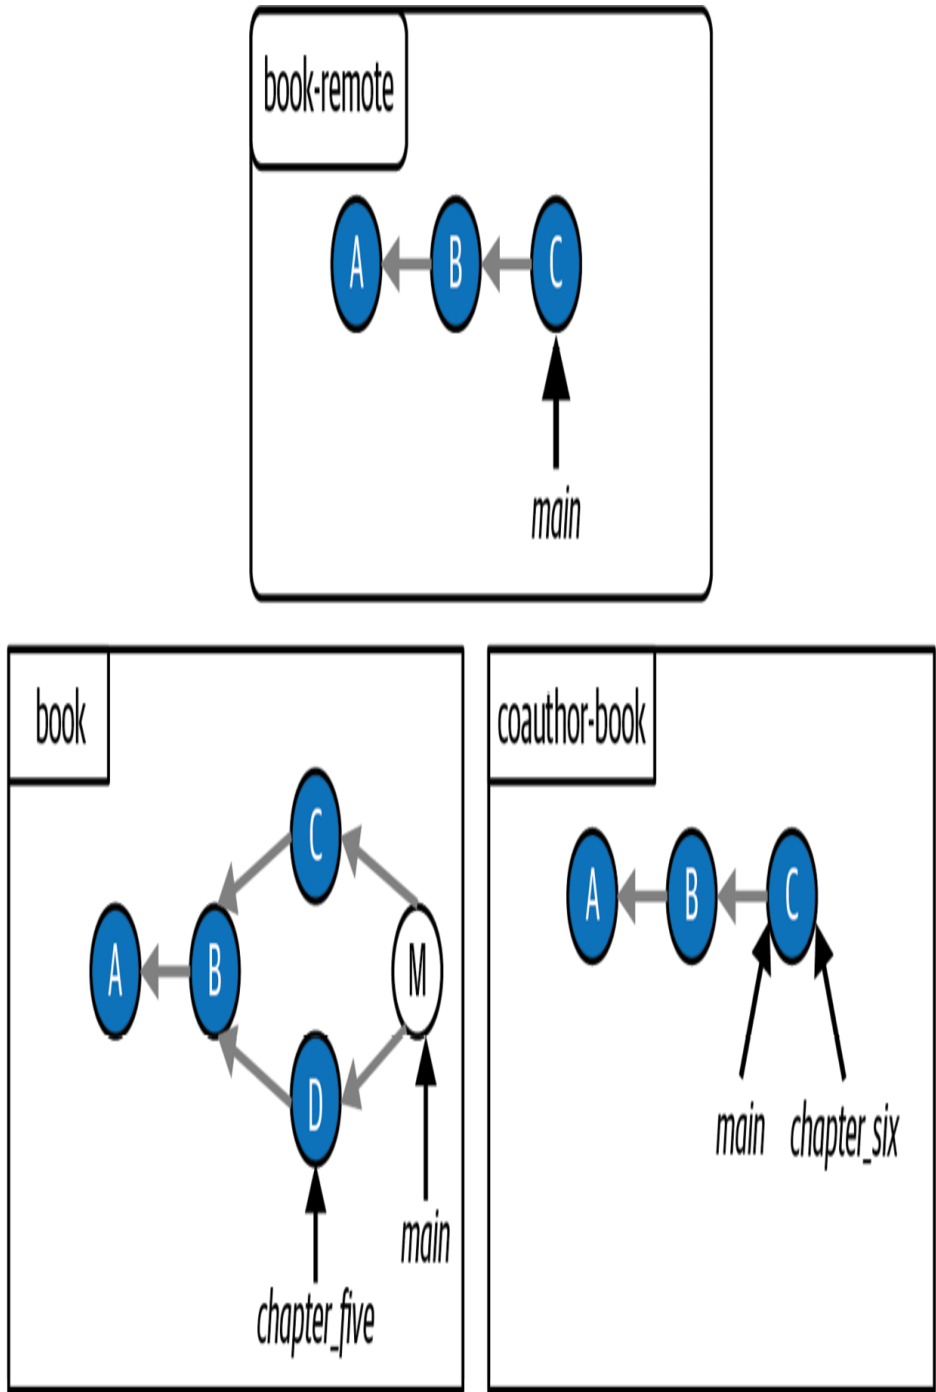 book-remote
A
B
C
main
book
C
A
B
M
D
main
chapter_five
coauthor-book
A
B
C
main
chapter_six